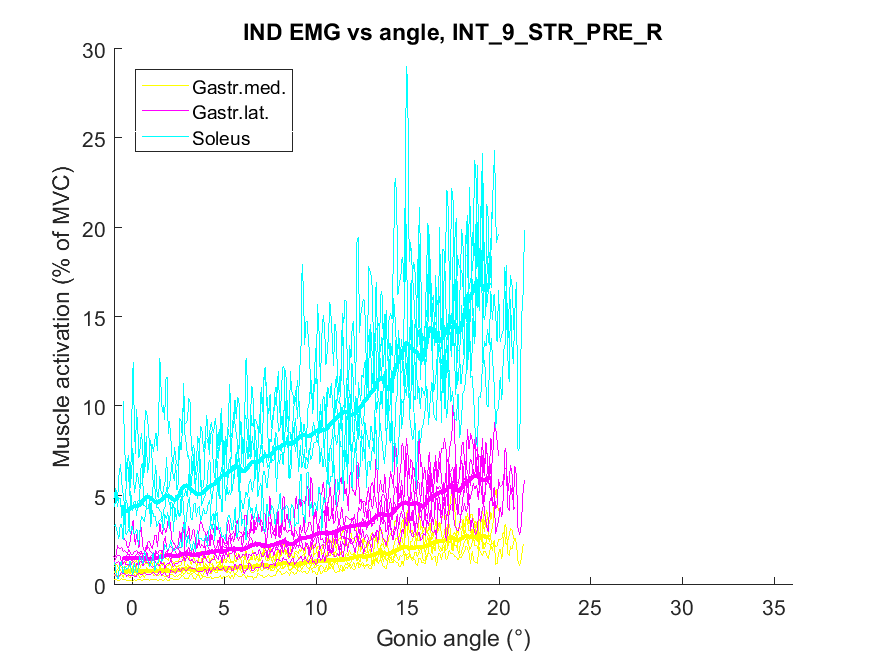 IND EMG vs angle, INT_9_STR_PRE_R
Muscle activation (% of MVC)
30
25
20
15
10
5
0
Gastr.med.
Gastr.lat.
Soleus
0 5 10 15 20 25 30 35
Gonio angle (°)